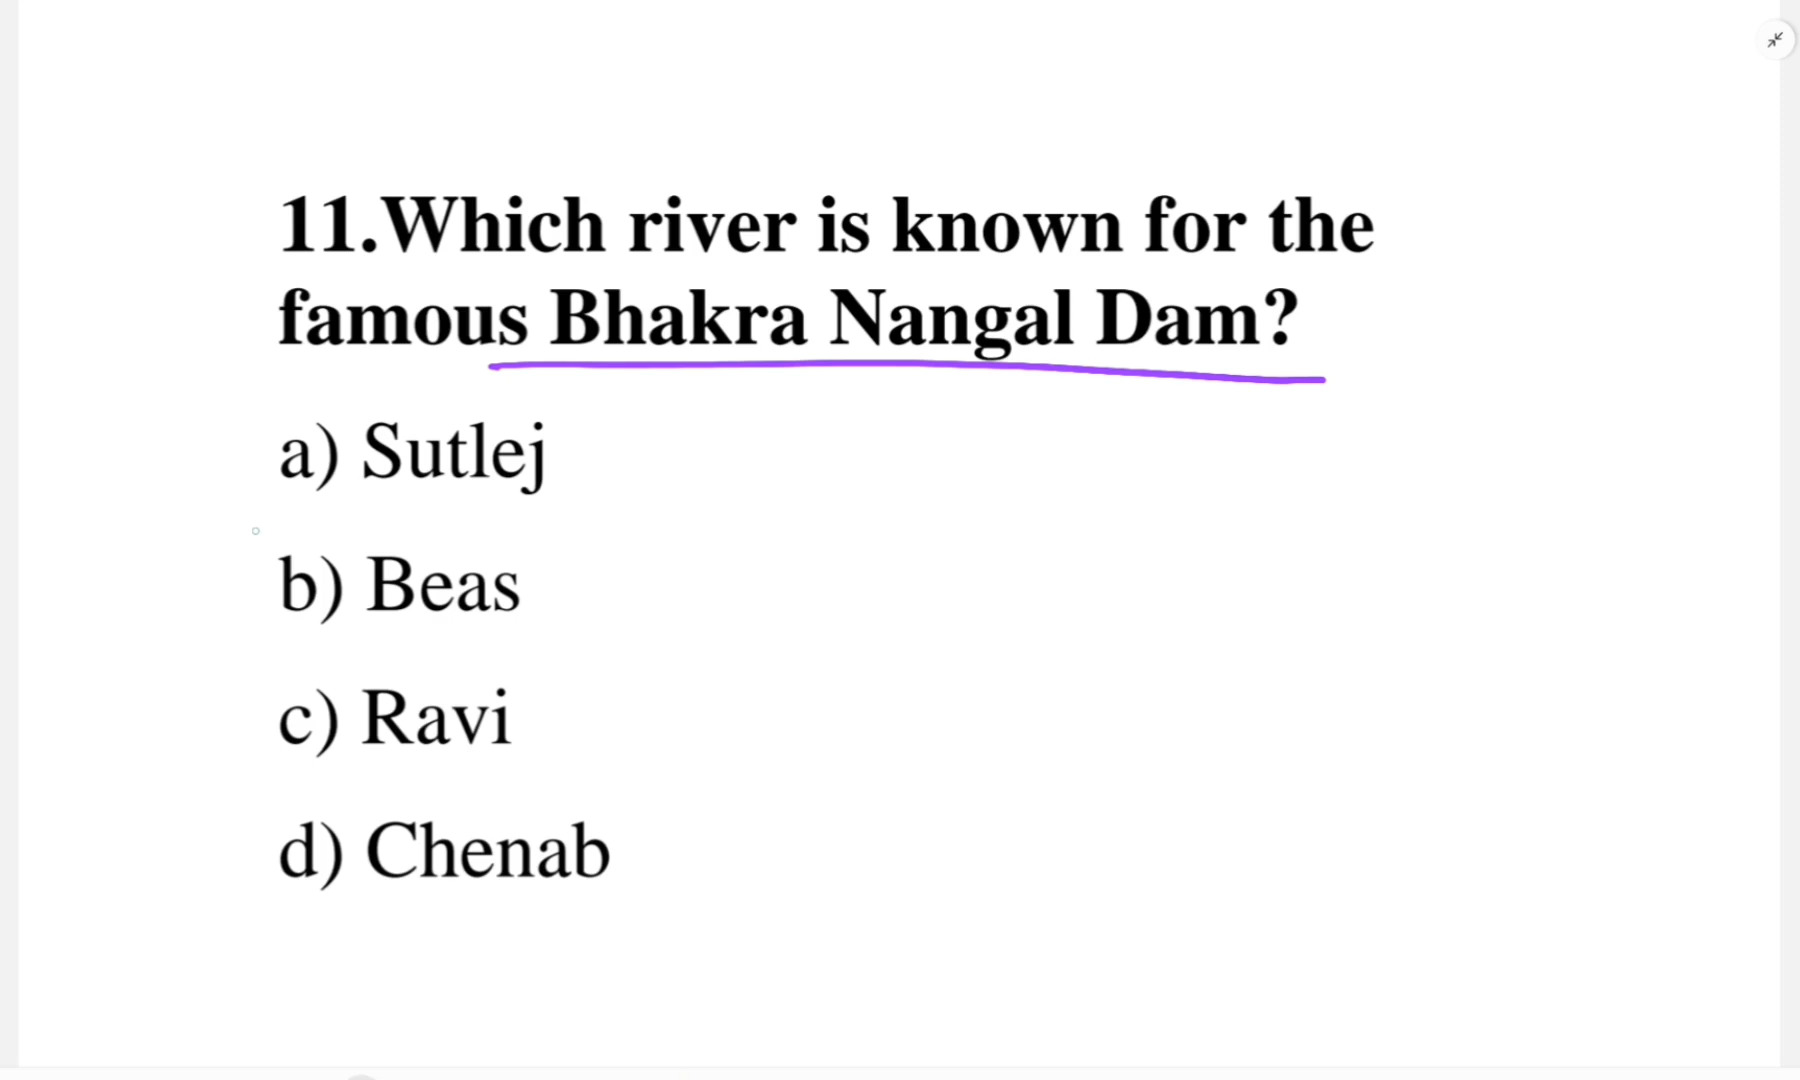 11.Which river is known for the
famous Bhakra Nangal Dam?
a) Sutlej
b) Beas
c) Ravi
d) Chenab